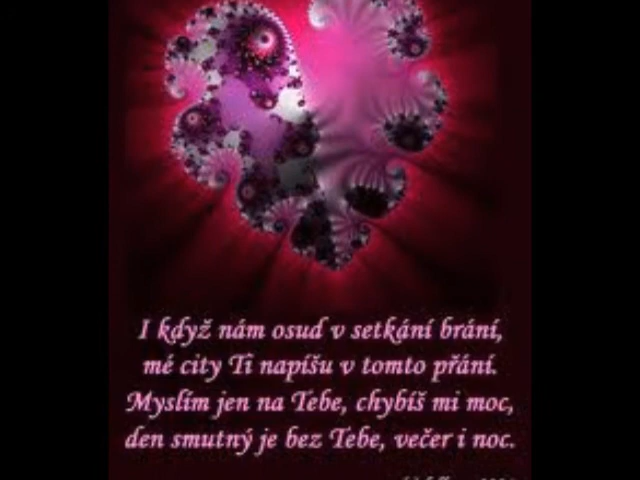 I když nám osud v setkání brání,
mé city Ti napíšu v tomto přání.
Myslím jen na Tebe, chybíš mi moc,
den smutný je bez Tebe, večer i noc.